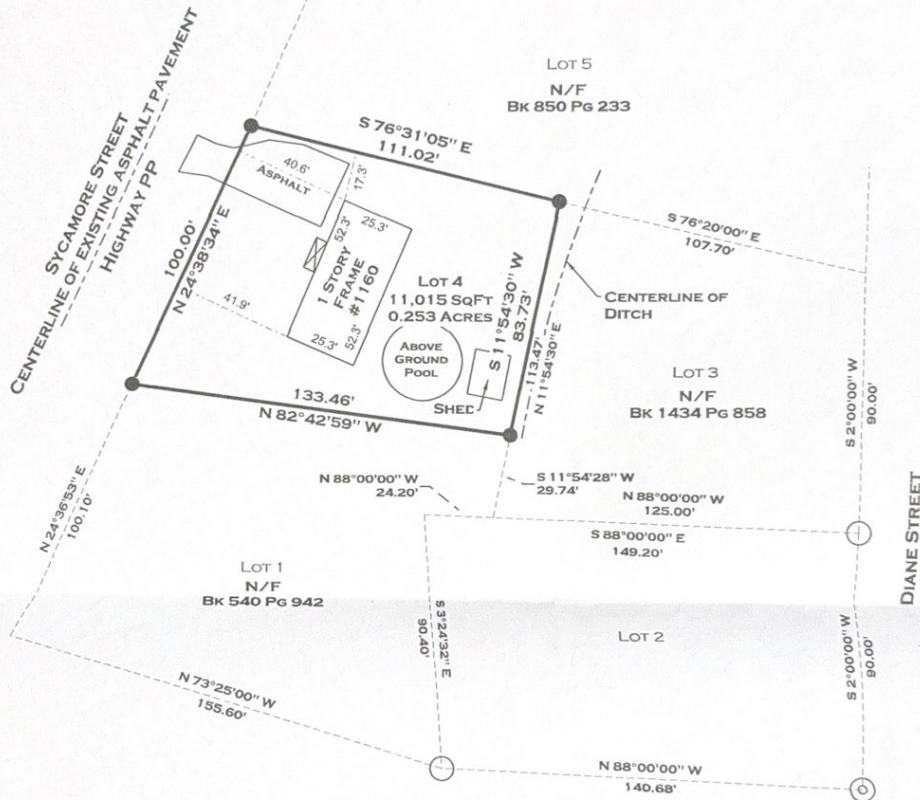 LOT 5
N/F
BK 850 PG 233
SYCAMORE STREET
CENTERLINE OF EXISTING ASPHALT PAVEMENT
HIGHWAY PP
S 76°31'05" E
111.02'
40.6'
ASPHALT
17.3'
S 76°20'00" E
107.70'
100.00'
N 24°38'34" E
52.3'
25.3'
1 STORY
FRAME
#1160
41.9'
25.3'
52.3'
LOT 4
11,015 SQFT
0.253 ACRES
S 11°54'30" W
83.73'
113.47'
N 11°54'30" E
CENTERLINE OF
DITCH
ABOVE
GROUND
POOL
SHED
LOT 3
N/F
BK 1434 PG 858
S 2°00'00" W
90.00'
133.46'
N 82°42'59" W
N 88°00'00" W
24.20'
S 11°54'28" W
29.74'
N 88°00'00" W
125.00'
S 88°00'00" E
149.20'
N 24°36'53" E
100.10'
DIANE STREET
LOT 1
N/F
BK 540 PG 942
S 3°24'32" E
90.40'
LOT 2
S 2°00'00" W
90.00'
N 73°25'00" W
155.60'
N 88°00'00" W
140.68'